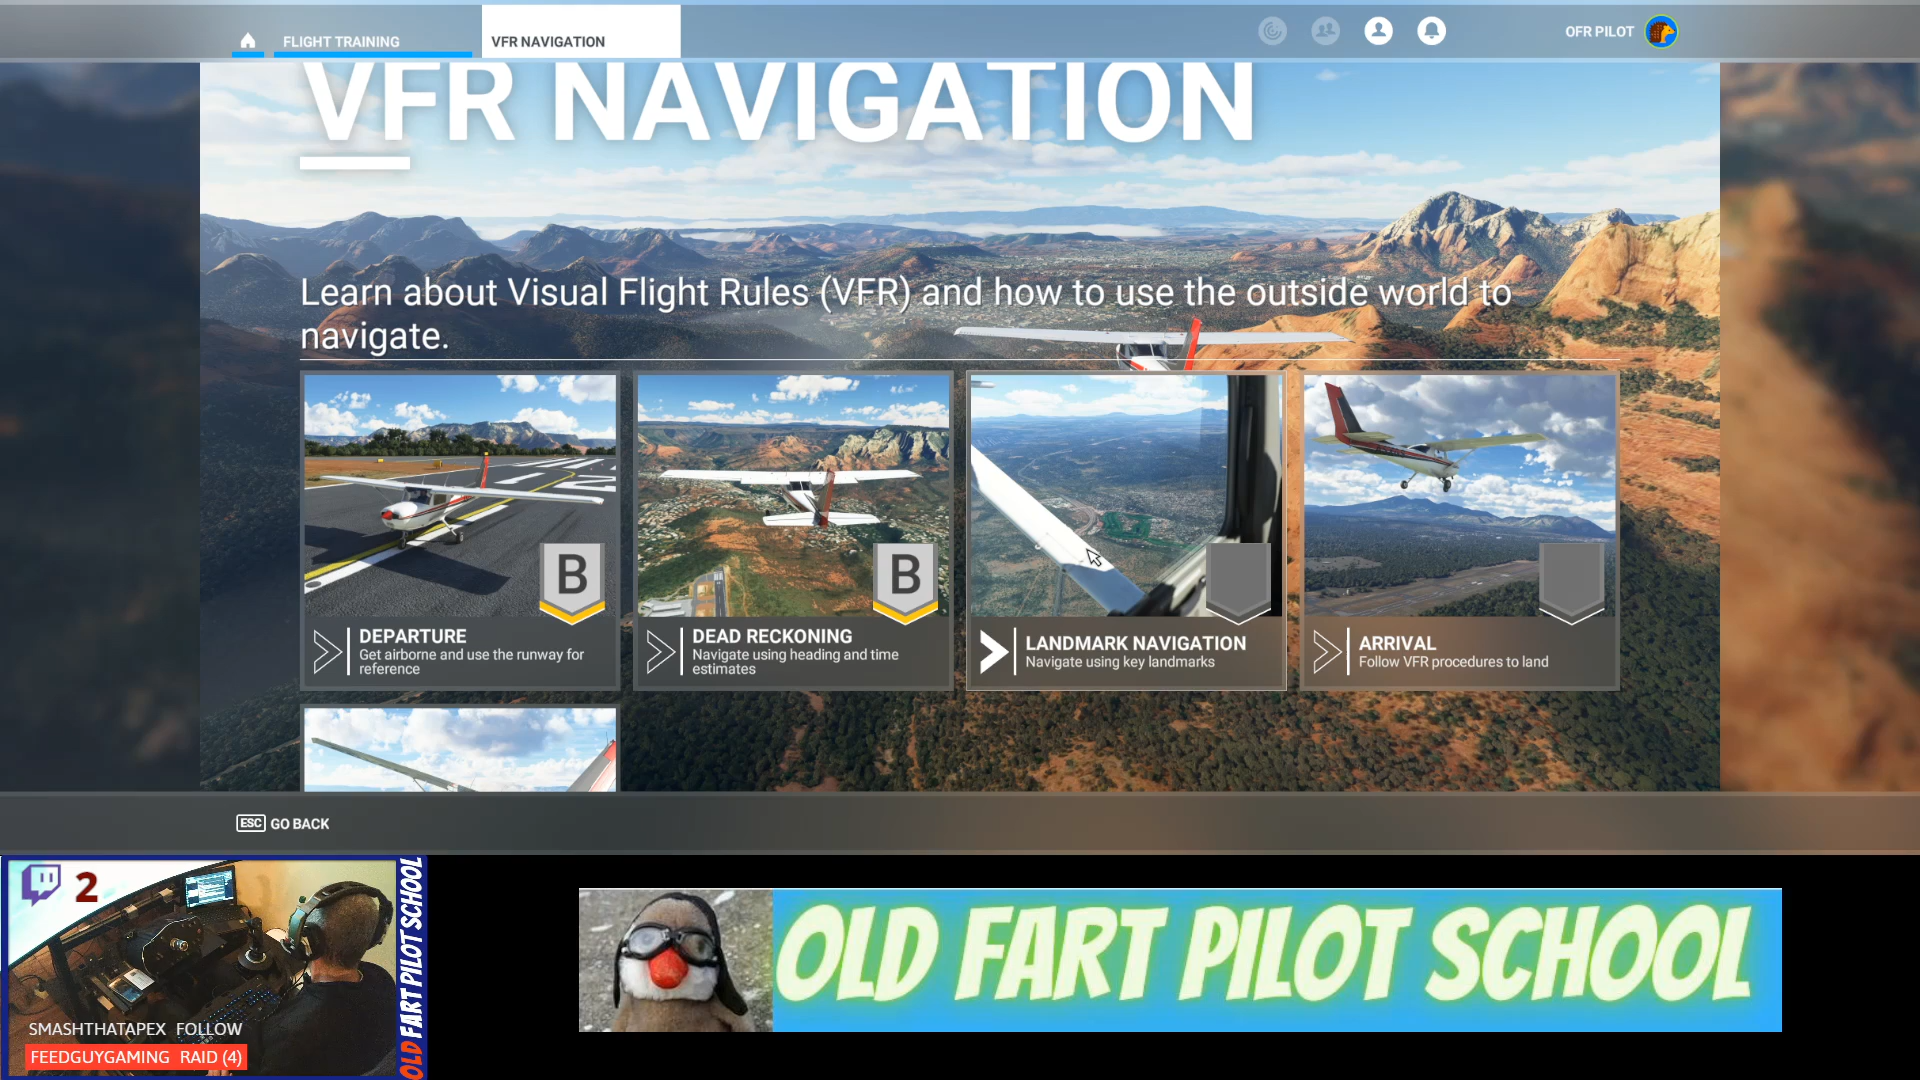 FLIGHT TRAINING
VFR NAVIGATION
OFR PILOT
VFR NAVIGATION
Learn about Visual Flight Rules (VFR) and how to use the outside world to
navigate.
B
DEPARTURE
Get airborne and use the runway for
reference
B
DEAD RECKONING
Navigate using heading and time
estimates
LANDMARK NAVIGATION
Navigate using key landmarks
ARRIVAL
Follow VFR procedures to land
ESC GO BACK
2
OLD FART PILOT SCHOOL
SMASHTHATAPEX FOLLOW
FEEDGUYGAMING RAID (4)
OLD FART PILOT SCHOOL